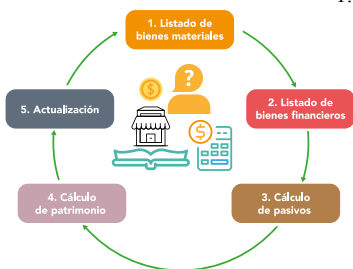 1. Listado de
bienes materiales
2. Listado de
bienes financieros
3. Cálculo
de pasivos
4. Cálculo
de patrimonio
5. Actualización
?
$
$